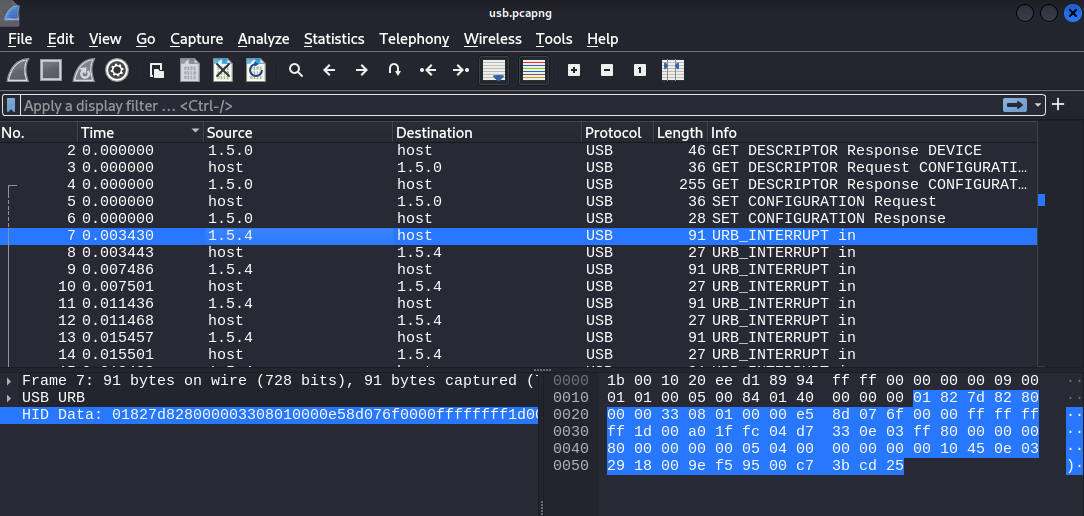 usb.pcapng
File Edit View Go Capture Analyze Statistics Telephony Wireless Tools Help
Apply a display filter … <Ctrl-/>
No. Time Source Destination Protocol Length Info
2 0.000000 1.5.0 host USB 46 GET DESCRIPTOR Response DEVICE
3 0.000000 host 1.5.0 USB 36 GET DESCRIPTOR Request CONFIGURATI…
4 0.000000 1.5.0 host USB 255 GET DESCRIPTOR Response CONFIGURAT…
5 0.000000 host 1.5.0 USB 36 SET CONFIGURATION Request
6 0.000000 1.5.0 host USB 28 SET CONFIGURATION Response
7 0.003430 1.5.4 host USB 91 URB_INTERRUPT in
8 0.003443 host 1.5.4 USB 27 URB_INTERRUPT in
9 0.007486 1.5.4 host USB 91 URB_INTERRUPT in
10 0.007501 host 1.5.4 USB 27 URB_INTERRUPT in
11 0.011436 1.5.4 host USB 91 URB_INTERRUPT in
12 0.011468 host 1.5.4 USB 27 URB_INTERRUPT in
13 0.015457 1.5.4 host USB 91 URB_INTERRUPT in
14 0.015501 host 1.5.4 USB 27 URB_INTERRUPT in
Frame 7: 91 bytes on wire (728 bits), 91 bytes captured (
USB URB
HID Data: 01827d828000003308010000e58d076f0000ffffffff1d00
0000 1b 00 10 20 ee d1 89 94 ff ff 00 00 00 00 09 00
0010 01 01 00 05 00 84 01 40 00 00 00 01 82 7d 82 80
0020 00 00 33 08 01 00 00 e5 8d 07 6f 00 00 ff ff ff
0030 ff 1d 00 a0 1f fc 04 d7 33 0e 03 ff 80 00 00 00
0040 80 00 00 00 05 04 00 00 00 00 00 00 10 45 0e 03
0050 29 18 00 9e f5 95 00 c7 3b cd 25